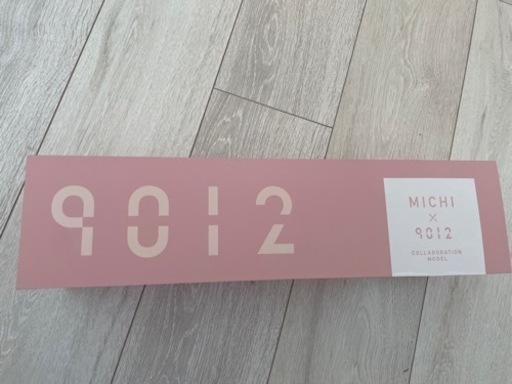 9012
MICHI
×
9012
COLLABORATION
MODEL